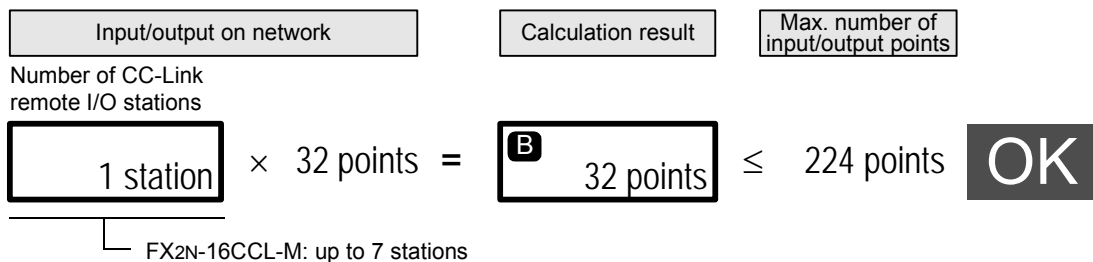 Input/output on network
Calculation result
Max. number of
input/output points
Number of CC-Link
remote I/O stations
1 station × 32 points = B 32 points ≤ 224 points OK
FX2N-16CCL-M: up to 7 stations